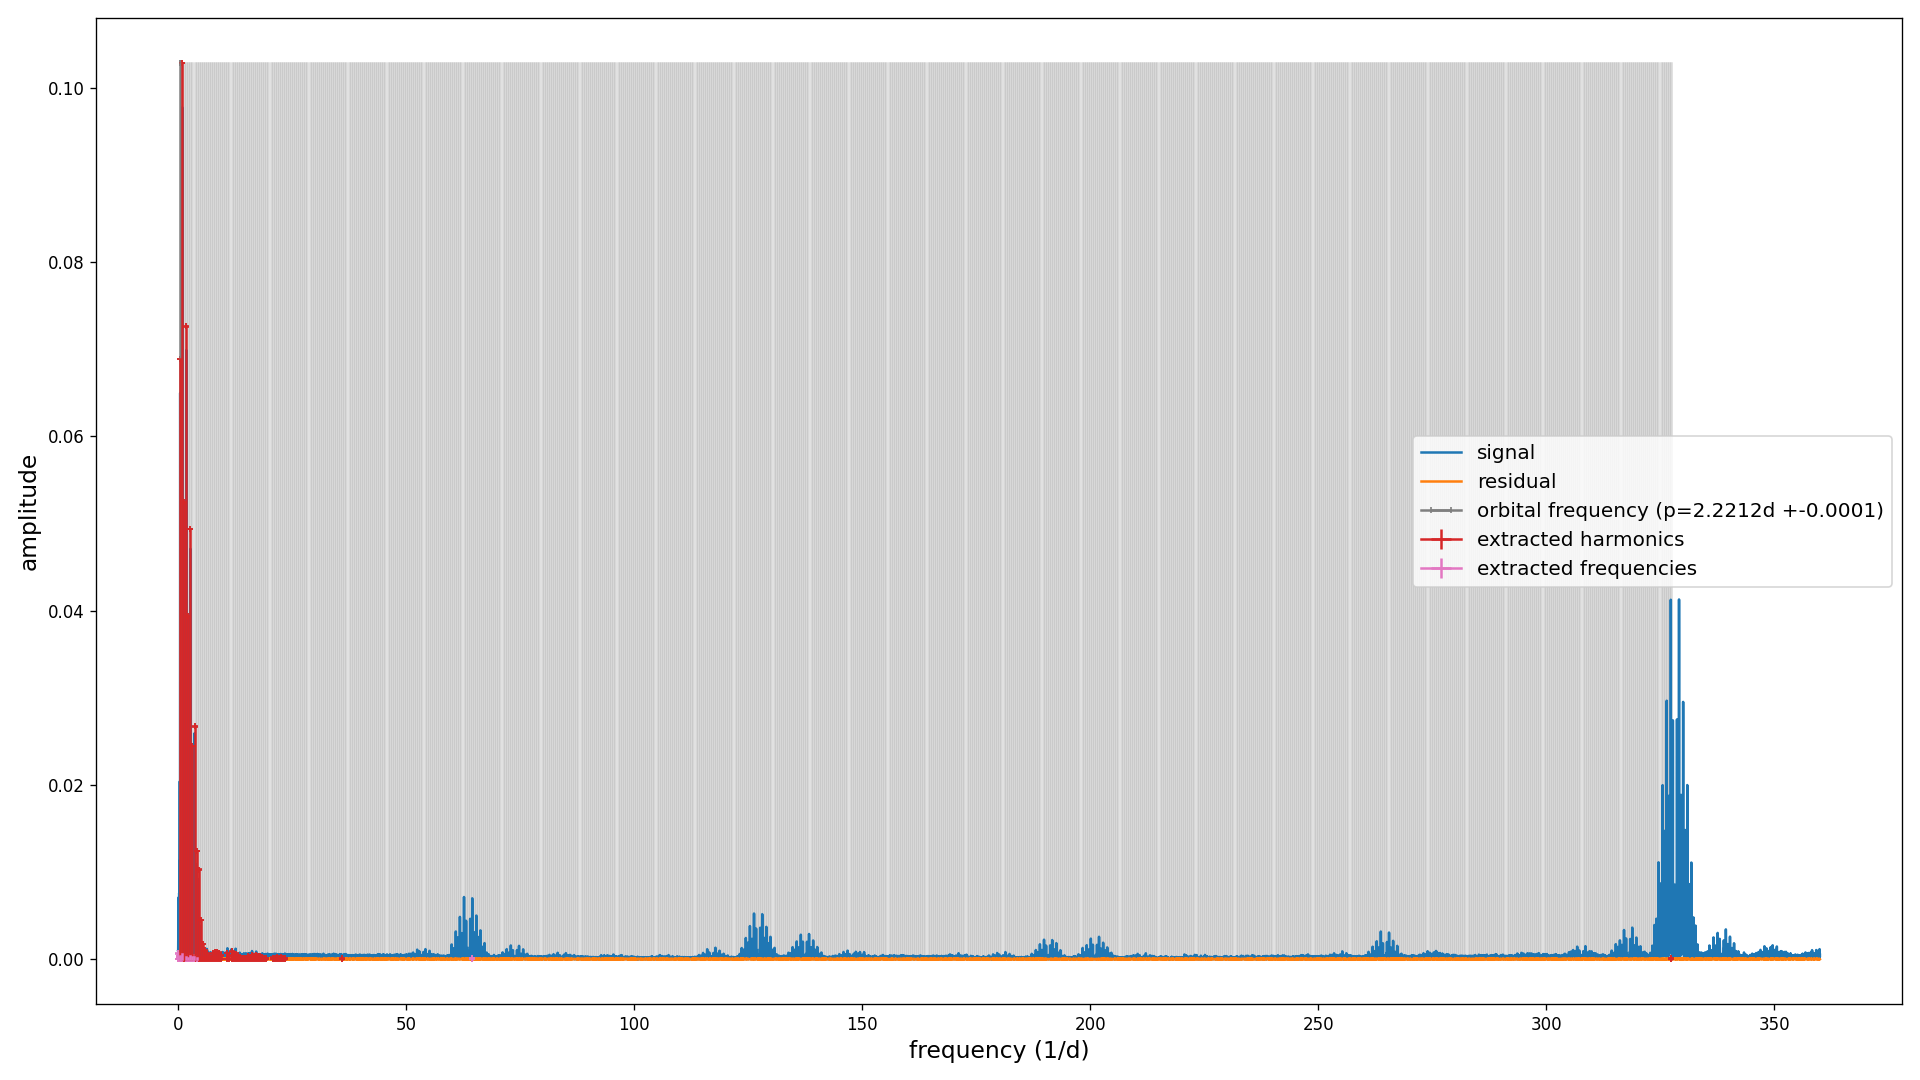 0.10
0.08
0.06
0.04
0.02
0.00
amplitude
signal
residual
orbital frequency (p=2.2212d +-0.0001)
extracted harmonics
extracted frequencies
0 50 100 150 200 250 300 350
frequency (1/d)